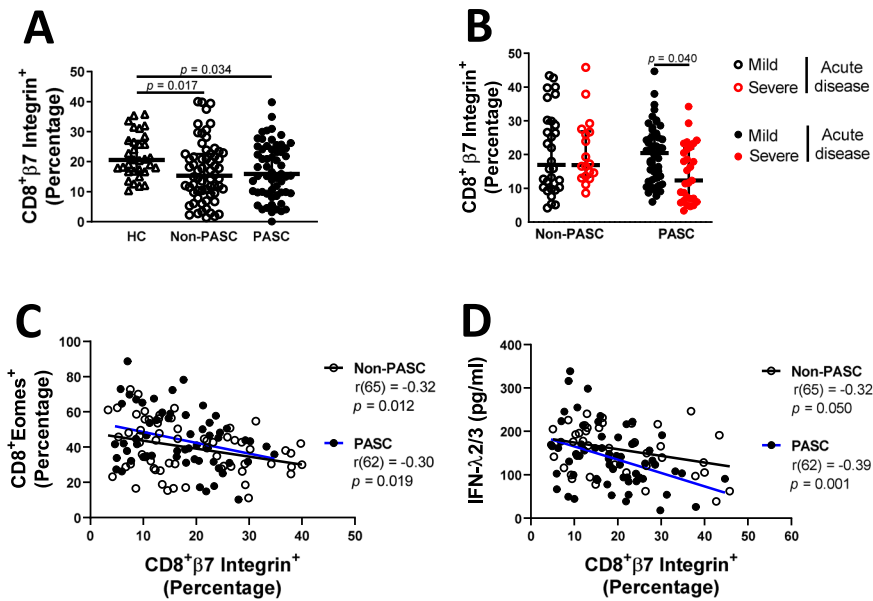 A
CD8+β7 Integrin+
(Percentage)
50
40
30
20
10
0
p = 0.034
p = 0.017
HC
Non-PASC
PASC
B
CD8+β7 Integrin+
(Percentage)
50
40
30
20
10
0
p = 0.040
Non-PASC
PASC
Mild
Severe
Acute
disease
Mild
Severe
Acute
disease
C
CD8+Eomes+
(Percentage)
100
80
60
40
20
0
0
10
20
30
40
50
CD8+β7 Integrin+
(Percentage)
Non-PASC
r(65) = -0.32
p = 0.012
PASC
r(62) = -0.30
p = 0.019
D
IFN-λ2/3 (pg/ml)
400
300
200
100
0
0
10
20
30
40
50
60
CD8+β7 Integrin+
(Percentage)
Non-PASC
r(65) = -0.32
p = 0.050
PASC
r(62) = -0.39
p = 0.001